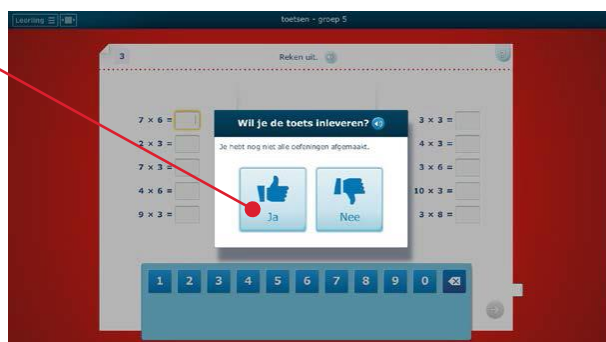 Leerling
toetsen - groep 5
3
Reken uit.
7 × 6 =
2 × 3 =
7 × 3 =
4 × 6 =
9 × 3 =
Wil je de toets inleveren?
Je hebt nog niet alle oefeningen afgemaakt.
Ja
Nee
3 × 3 =
4 × 3 =
3 × 6 =
10 × 3 =
3 × 8 =
1 2 3 4 5 6 7 8 9 0